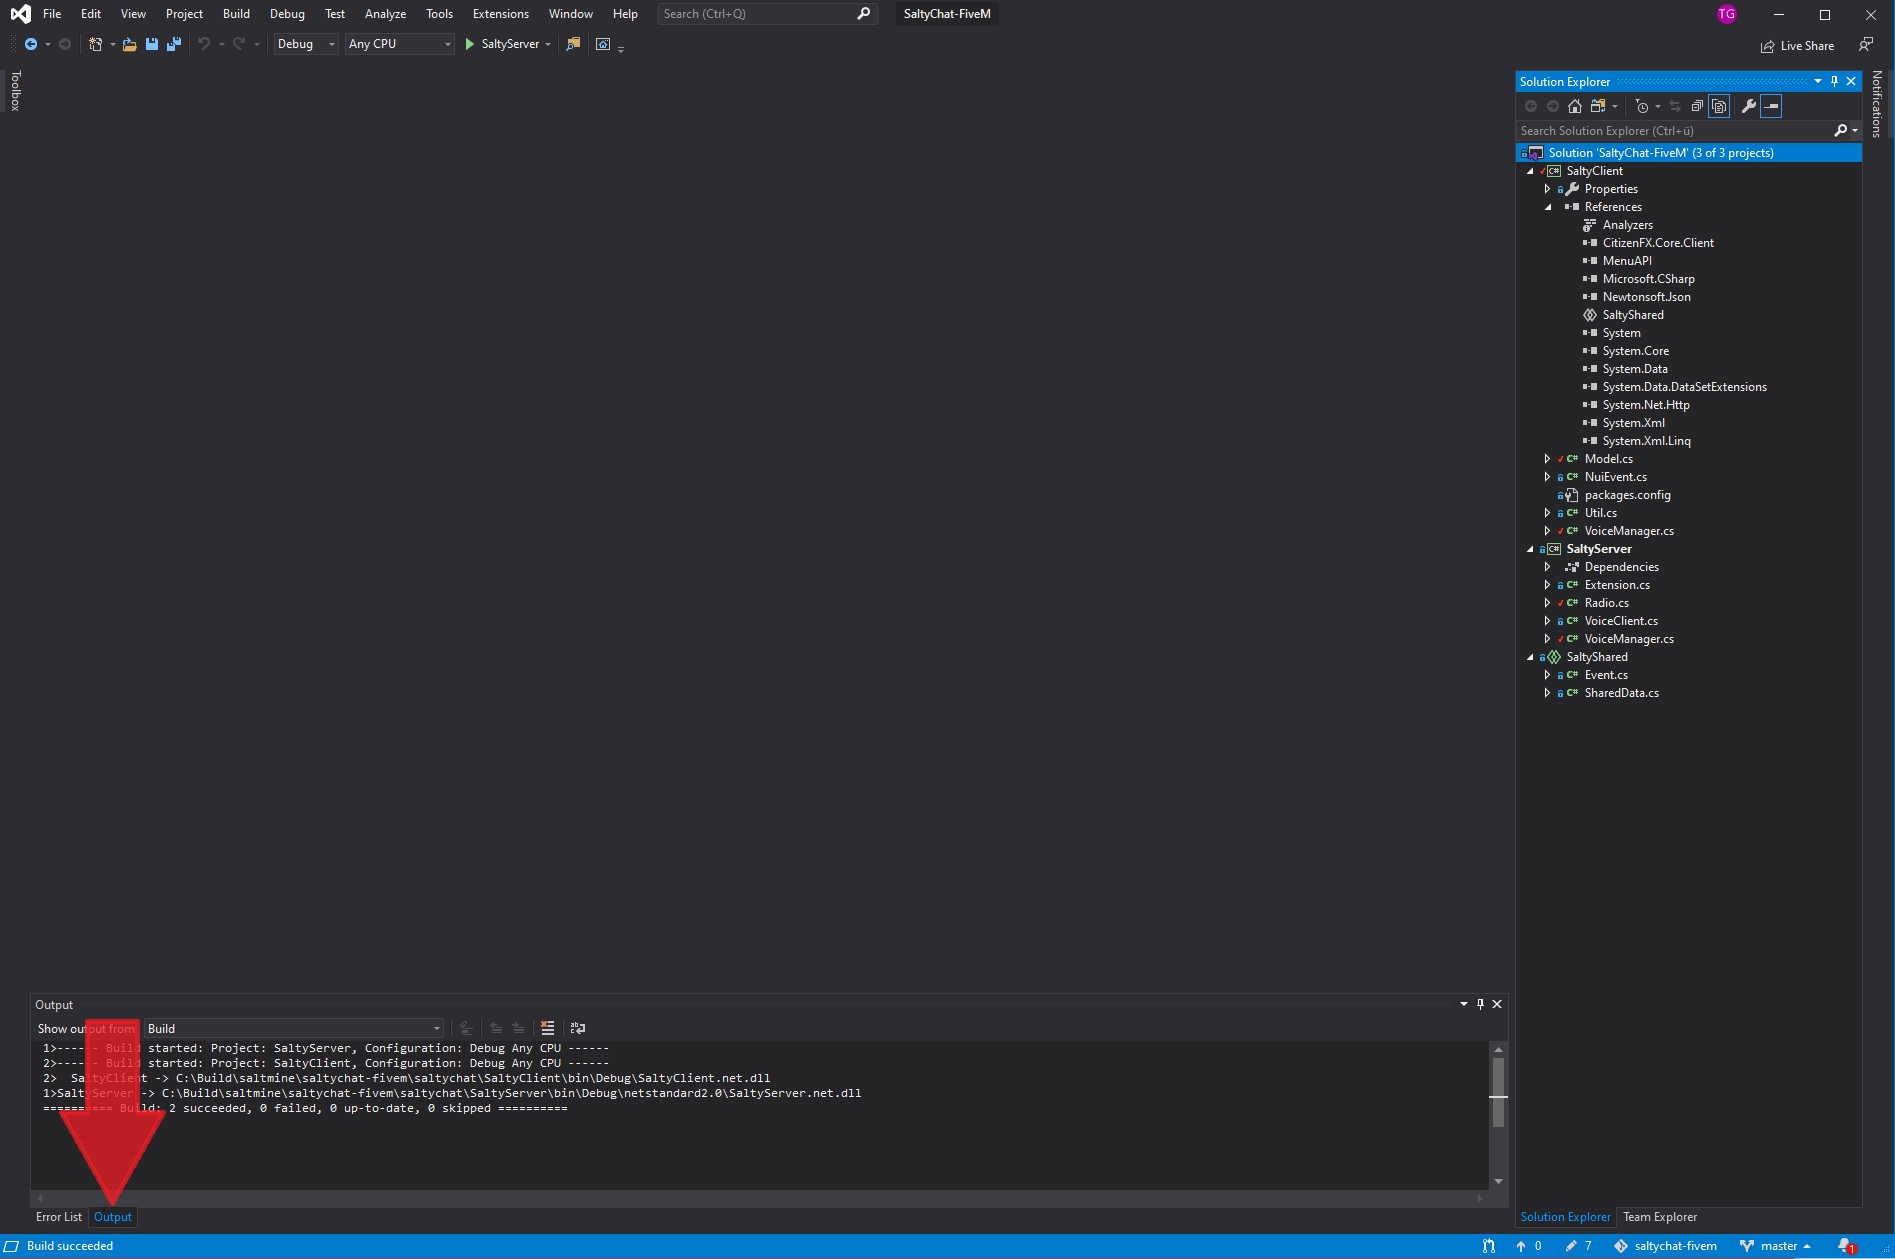 File Edit View Project Build Debug Test Analyze Tools Extensions Window Help Search (Ctrl+Q) SaltyChat-FiveM TG
Debug Any CPU SaltyServer Live Share
Toolbox
Notifications
Solution Explorer
Search Solution Explorer (Ctrl+ü)
Solution 'SaltyChat-FiveM' (3 of 3 projects)
C# SaltyClient
Properties
References
Analyzers
CitizenFX.Core.Client
MenuAPI
Microsoft.CSharp
Newtonsoft.Json
SaltyShared
System
System.Core
System.Data
System.Data.DataSetExtensions
System.Net.Http
System.Xml
System.Xml.Linq
C# Model.cs
C# NuiEvent.cs
packages.config
C# Util.cs
C# VoiceManager.cs
C# SaltyServer
Dependencies
C# Extension.cs
C# Radio.cs
C# VoiceClient.cs
C# VoiceManager.cs
SaltyShared
C# Event.cs
C# SharedData.cs
Output
Show output from: Build
1>------ Build started: Project: SaltyServer, Configuration: Debug Any CPU ------
2>------ Build started: Project: SaltyClient, Configuration: Debug Any CPU ------
2>  SaltyClient -> C:\Build\saltmine\saltychat-fivem\saltychat\SaltyClient\bin\Debug\SaltyClient.net.dll
1>SaltyServer -> C:\Build\saltmine\saltychat-fivem\saltychat\SaltyServer\bin\Debug\netstandard2.0\SaltyServer.net.dll
========== Build: 2 succeeded, 0 failed, 0 up-to-date, 0 skipped ==========
Error List Output
Solution Explorer Team Explorer
Build succeeded 0 7 saltychat-fivem master 1